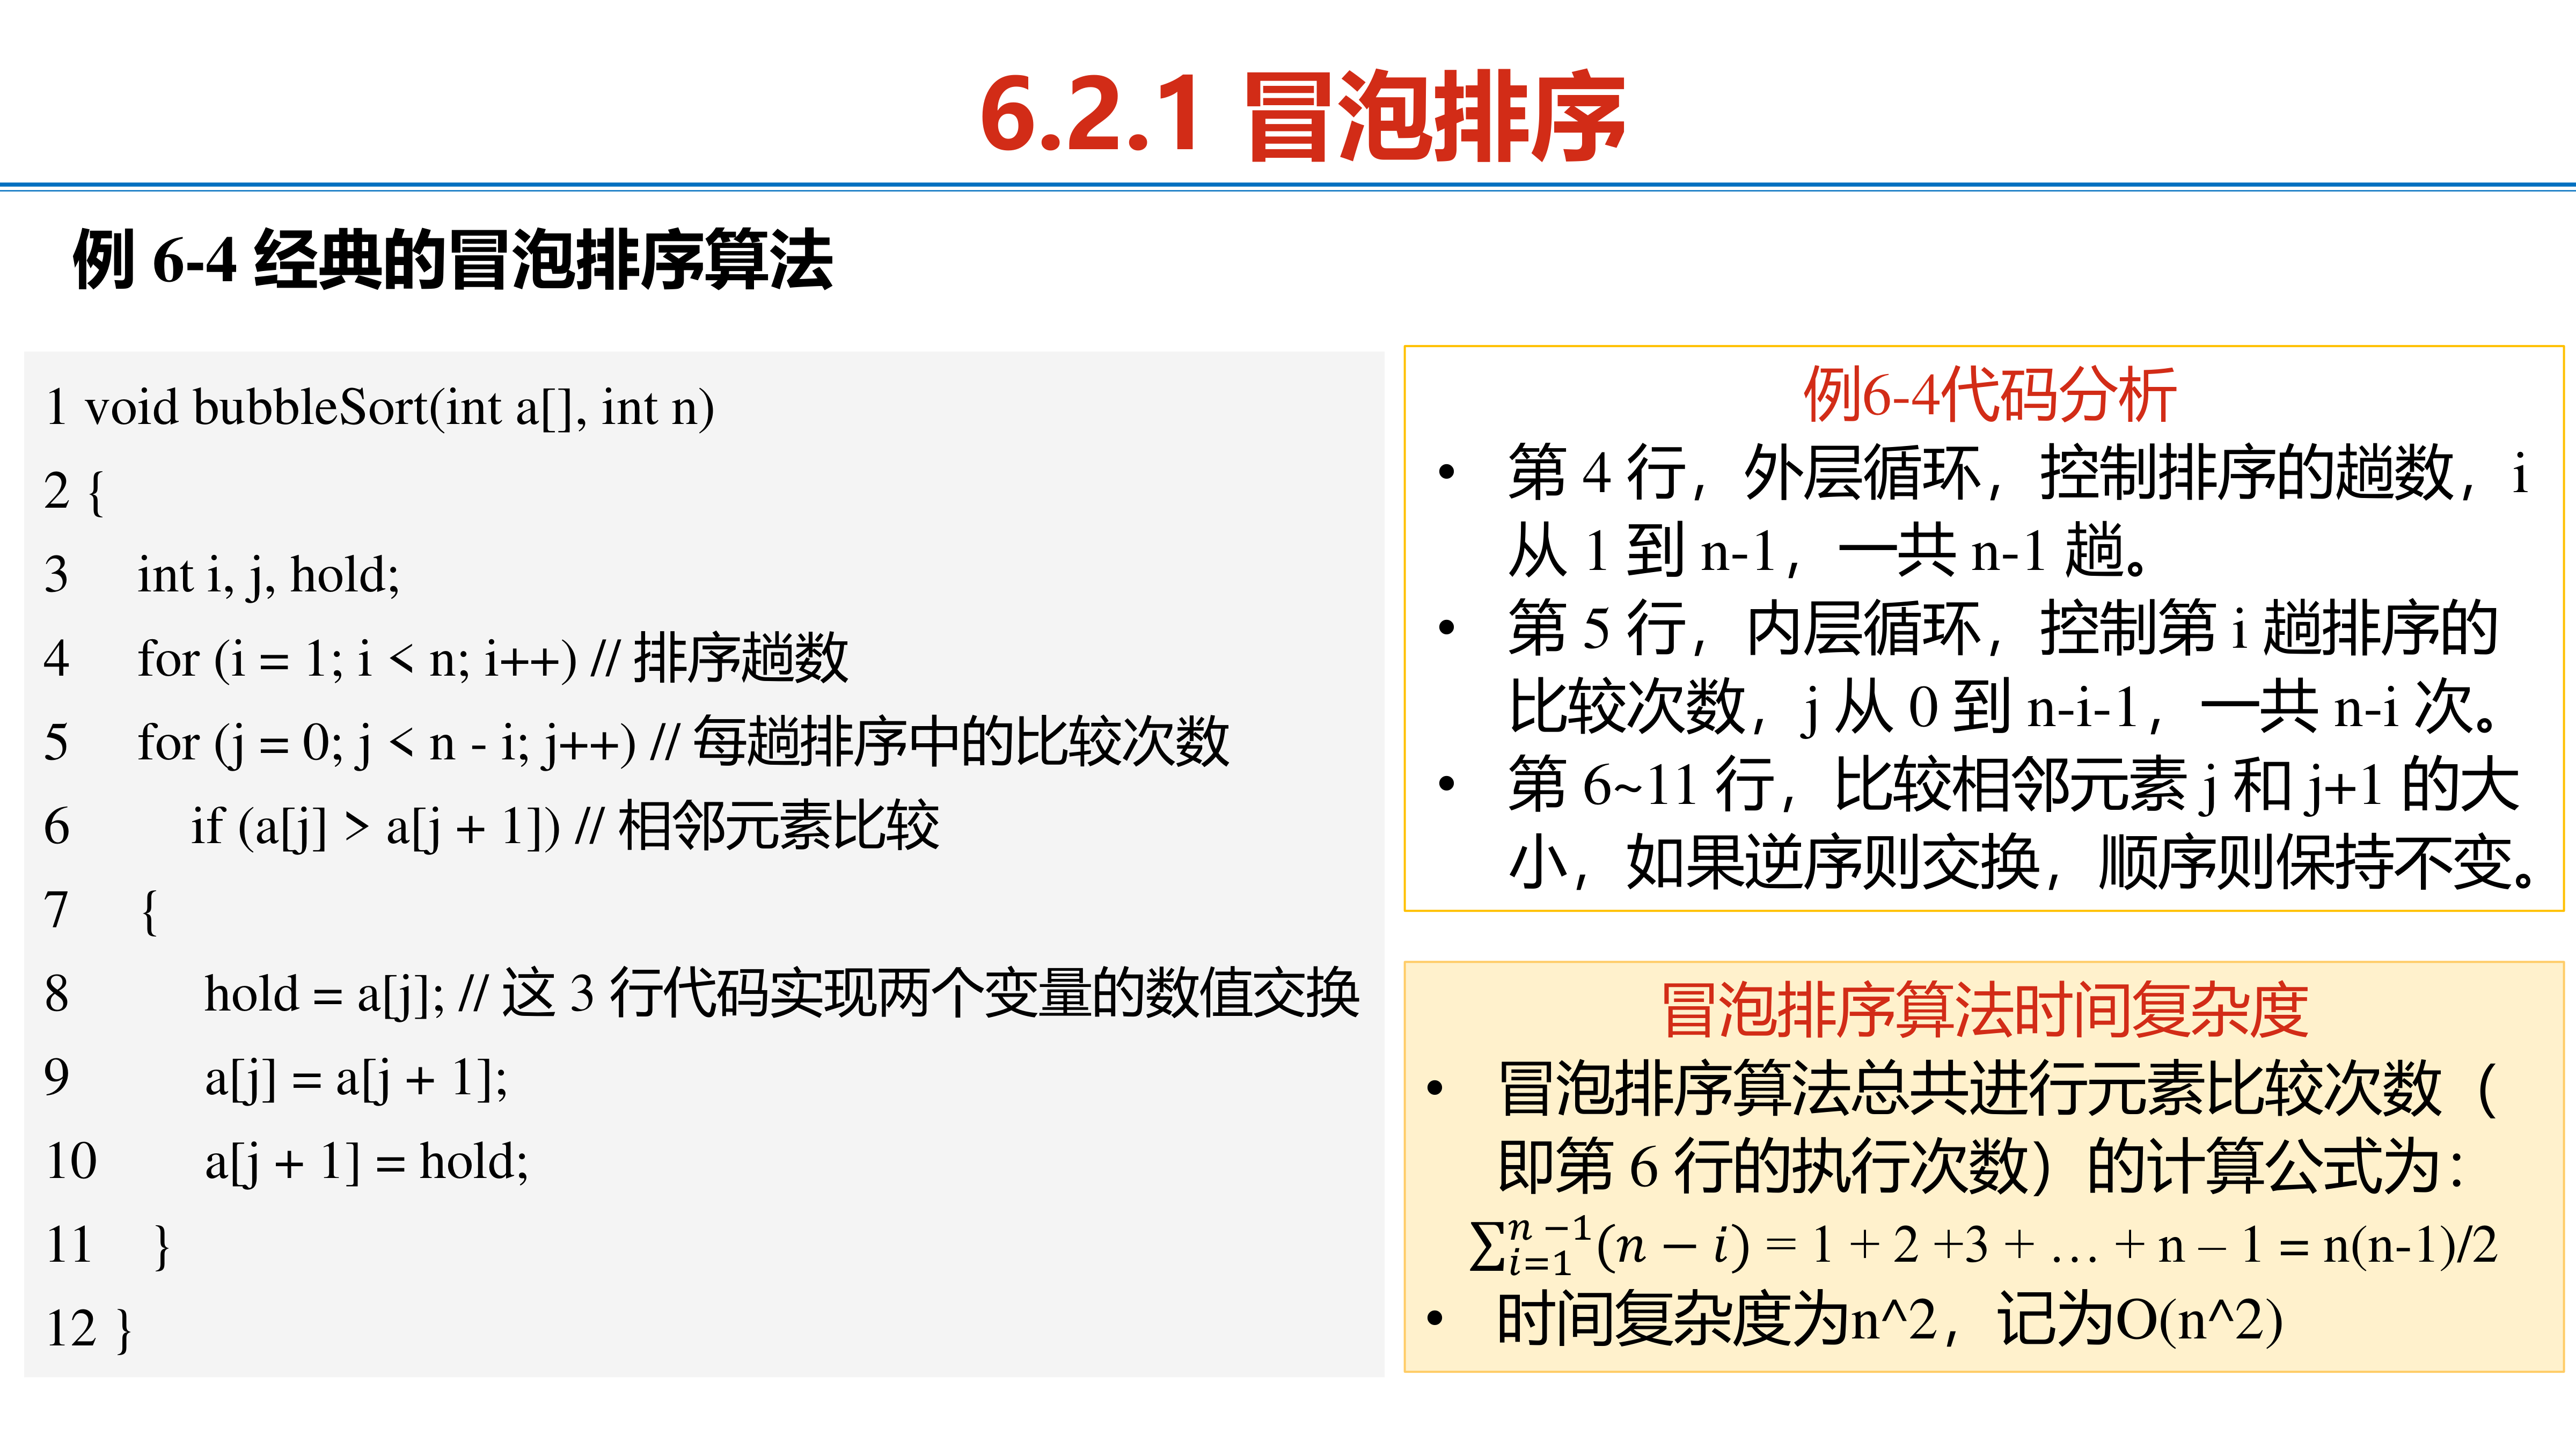 6.2.1 冒泡排序
例 6-4 经典的冒泡排序算法
1 void bubbleSort(int a[], int n)
2 {
3 int i, j, hold;
4 for (i = 1; i < n; i++) // 排序趟数
5 for (j = 0; j < n - i; j++) // 每趟排序中的比较次数
6 if (a[j] > a[j + 1]) // 相邻元素比较
7 {
8 hold = a[j]; // 这 3 行代码实现两个变量的数值交换
9 a[j] = a[j + 1];
10 a[j + 1] = hold;
11 }
12 }
例6-4代码分析
• 第 4 行，外层循环，控制排序的趟数，i
从 1 到 n-1，一共 n-1 趟。
• 第 5 行，内层循环，控制第 i 趟排序的
比较次数，j 从 0 到 n-i-1，一共 n-i 次。
• 第 6~11 行，比较相邻元素 j 和 j+1 的大
小，如果逆序则交换，顺序则保持不变。
冒泡排序算法时间复杂度
• 冒泡排序算法总共进行元素比较次数（
即第 6 行的执行次数）的计算公式为：
∑_{i=1}^{n−1}(n − i) = 1 + 2 +3 + … + n – 1 = n(n-1)/2
• 时间复杂度为n^2，记为O(n^2)